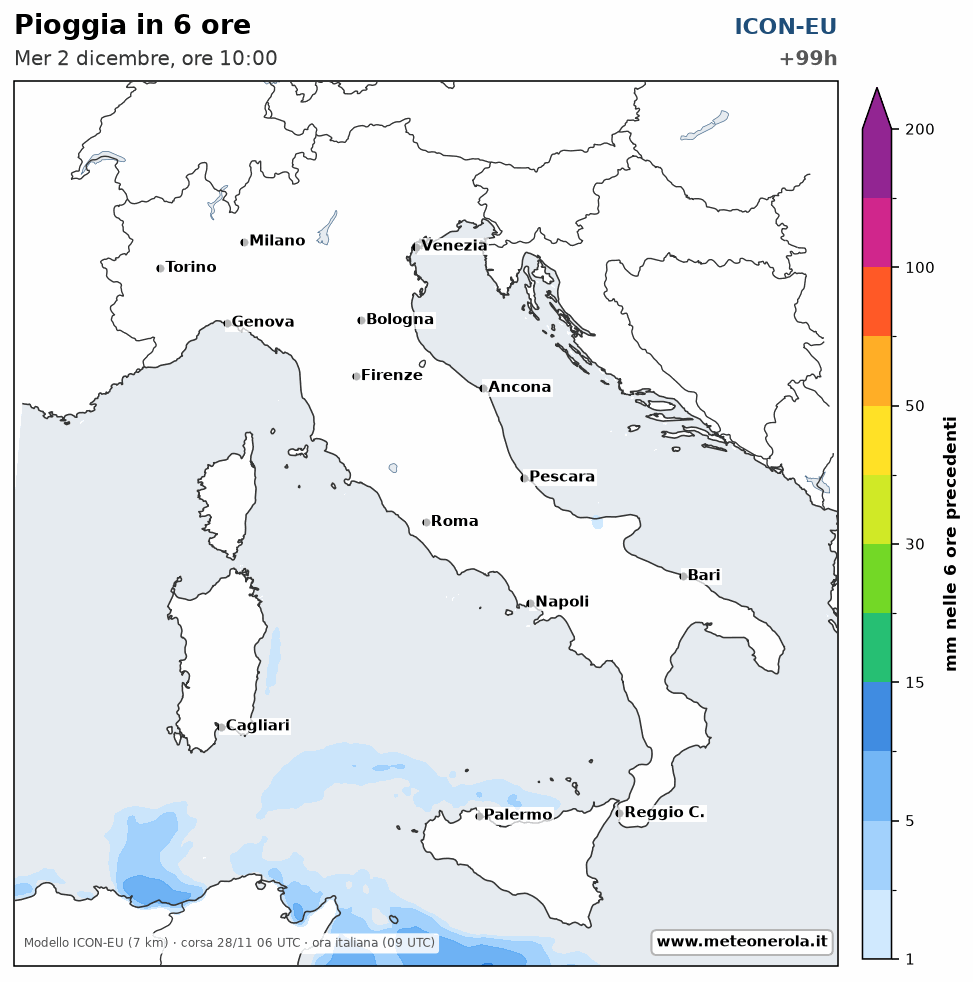 Pioggia in 6 ore
ICON-EU
Mer 2 dicembre, ore 10:00
+99h
Milano
Venezia
Torino
Genova
Bologna
Firenze
Ancona
Pescara
Roma
Bari
Napoli
Cagliari
Palermo
Reggio C.
Modello ICON-EU (7 km) · corsa 28/11 06 UTC · ora italiana (09 UTC)
www.meteonerola.it
200
100
50
30
15
5
1
mm nelle 6 ore precedenti